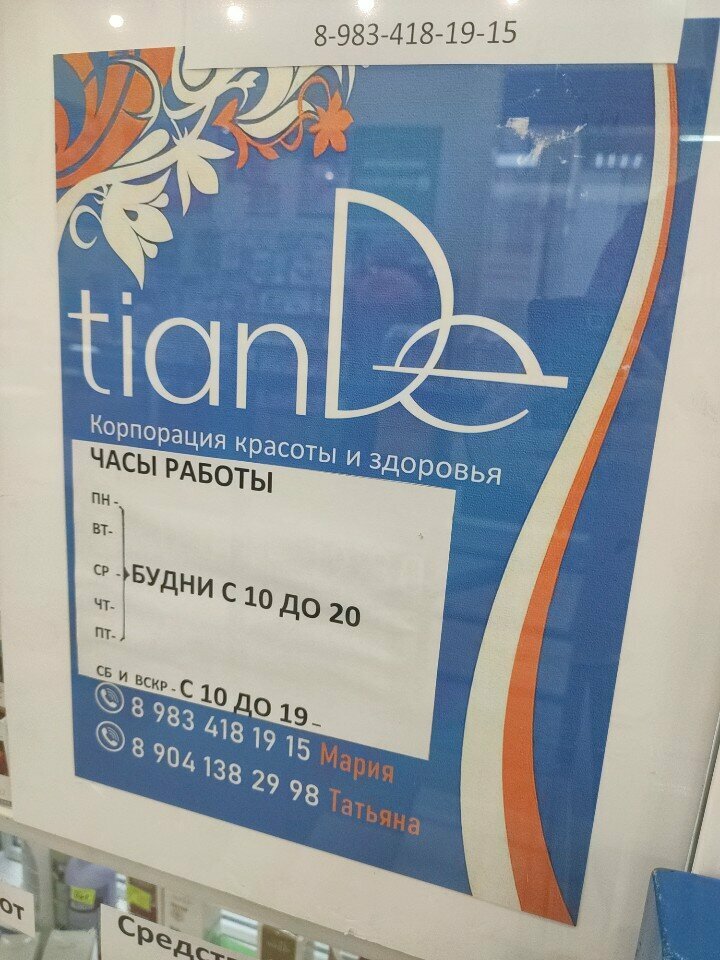 8-983-418-19-15
tianDe
Корпорация красоты и здоровья
ЧАСЫ РАБОТЫ
ПН -
ВТ-
СР - БУДНИ С 10 ДО 20
ЧТ-
ПТ-
СБ И ВСКР - С 10 ДО 19 -
8 983 418 19 15 Мария
8 904 138 29 98 Татьяна